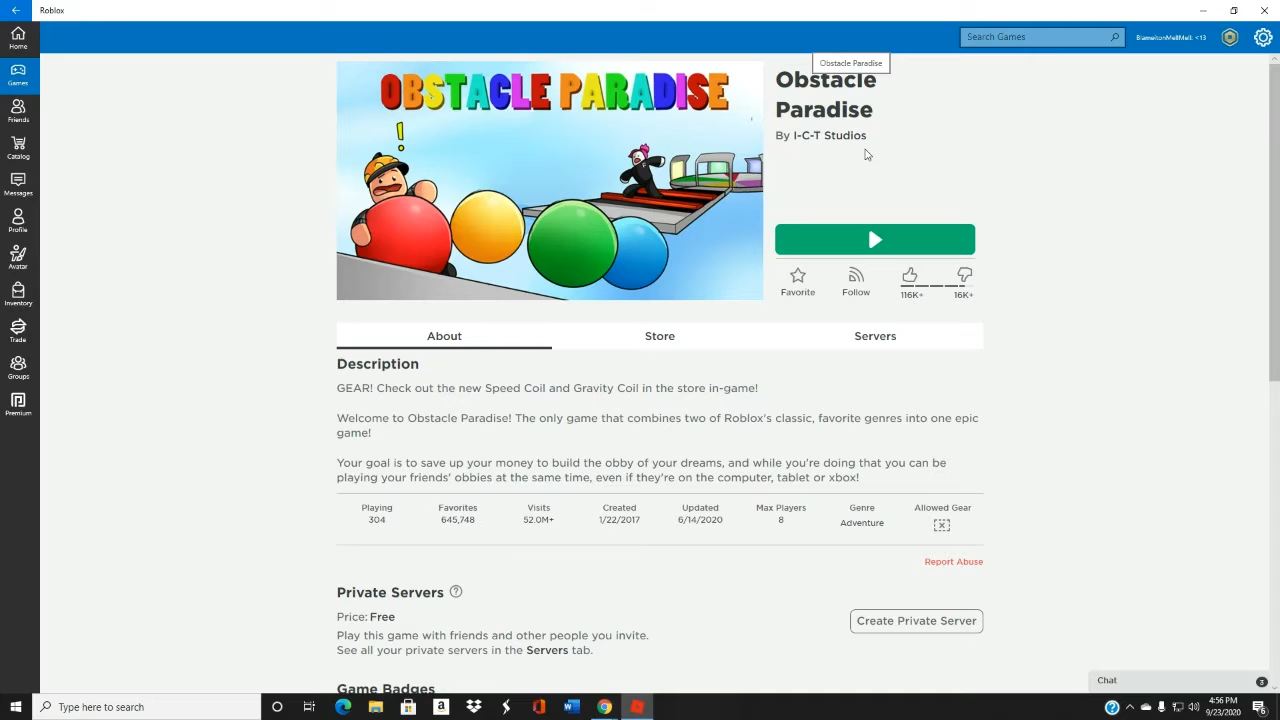 Roblox
Home
Games
Friends
Catalog
Messages
Profile
Avatar
Inventory
Trade
Groups
Premium
Search Games
BlameitonMellMell: <13
OBSTACLE PARADISE
!
Obstacle Paradise
Obstacle
Paradise
By I-C-T Studios
Favorite
Follow
116K+
16K+
About
Store
Servers
Description
GEAR! Check out the new Speed Coil and Gravity Coil in the store in-game!
Welcome to Obstacle Paradise! The only game that combines two of Roblox's classic, favorite genres into one epic
game!
Your goal is to save up your money to build the obby of your dreams, and while you're doing that you can be
playing your friends' obbies at the same time, even if they're on the computer, tablet or xbox!
Playing Favorites Visits Created Updated Max Players Genre Allowed Gear
304 645,748 52.0M+ 1/22/2017 6/14/2020 8 Adventure
Report Abuse
Private Servers ?
Price: Free
Create Private Server
Play this game with friends and other people you invite.
See all your private servers in the Servers tab.
Game Badges
Chat
3
Type here to search
4:56 PM
9/23/2020
6